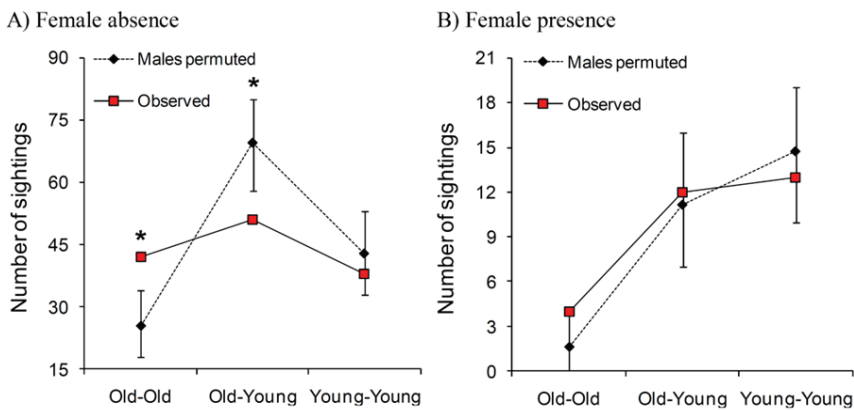 A) Female absence
Number of sightings
90
75
60
45
30
15
Males permuted
Observed
*
*
Old-Old
Old-Young
Young-Young
B) Female presence
Number of sightings
21
18
15
12
9
6
3
0
Males permuted
Observed
Old-Old
Old-Young
Young-Young